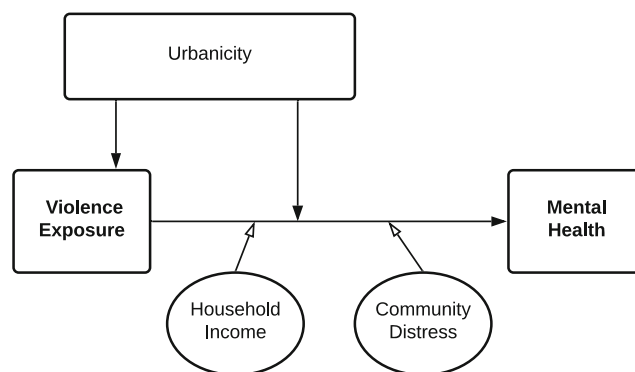 Urbanicity
Violence
Exposure
Mental
Health
Household
Income
Community
Distress